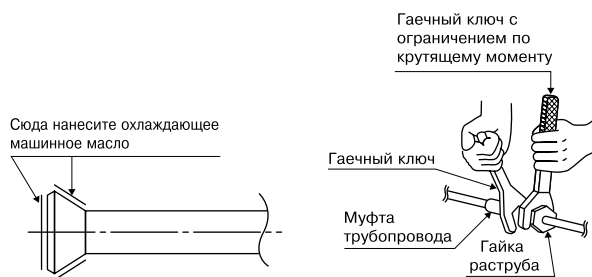 Гаечный ключ с
ограничением по
крутящему моменту
Сюда нанесите охлаждающее
машинное масло
Гаечный ключ
Муфта
трубопровода
Гайка
раструба